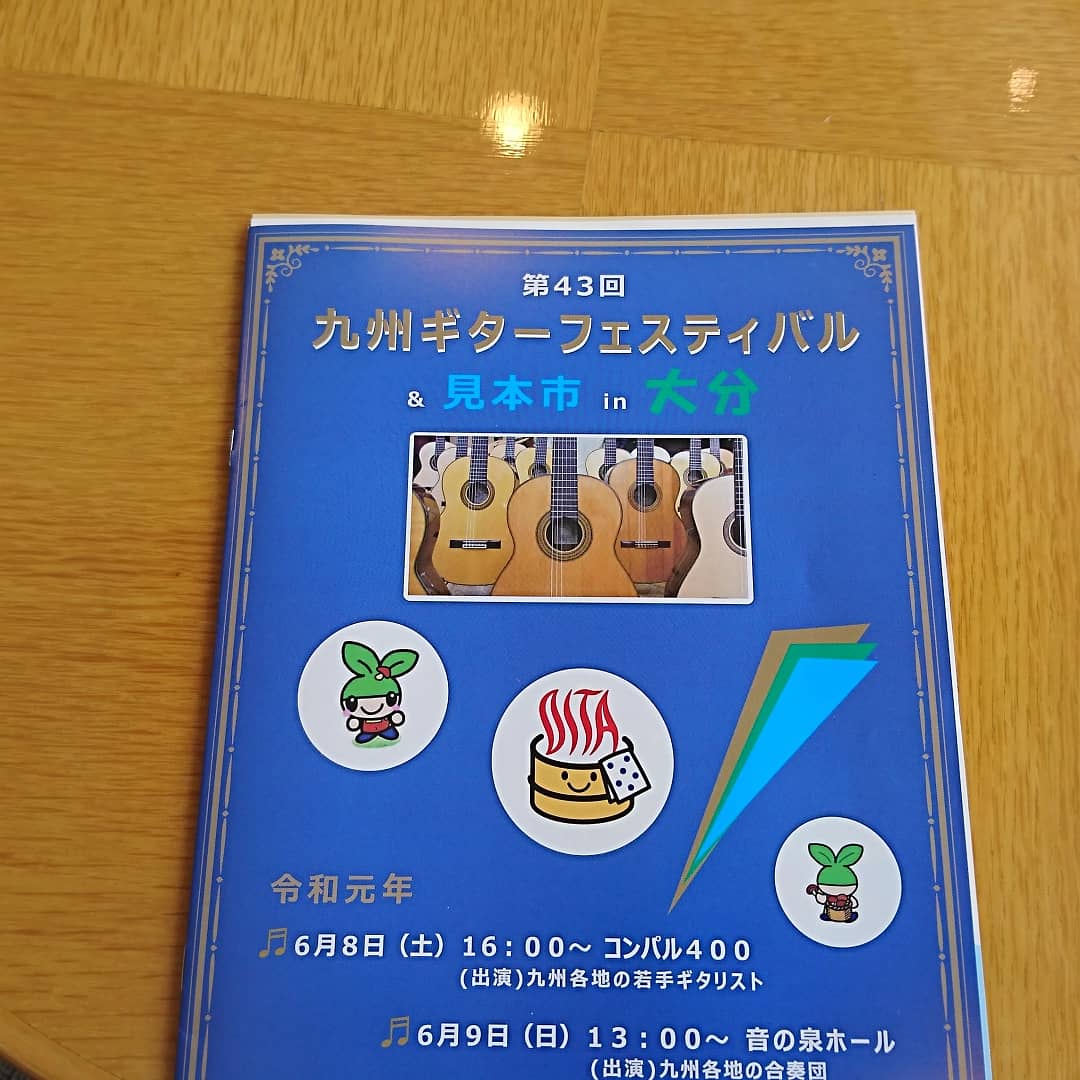 第43回
九州ギターフェスティバル
& 見本市 in 大分
OITA
令和元年
6月8日（土）16：00～ コンパル400
(出演)九州各地の若手ギタリスト
6月9日（日）13：00～ 音の泉ホール
(出演)九州各地の合奏団